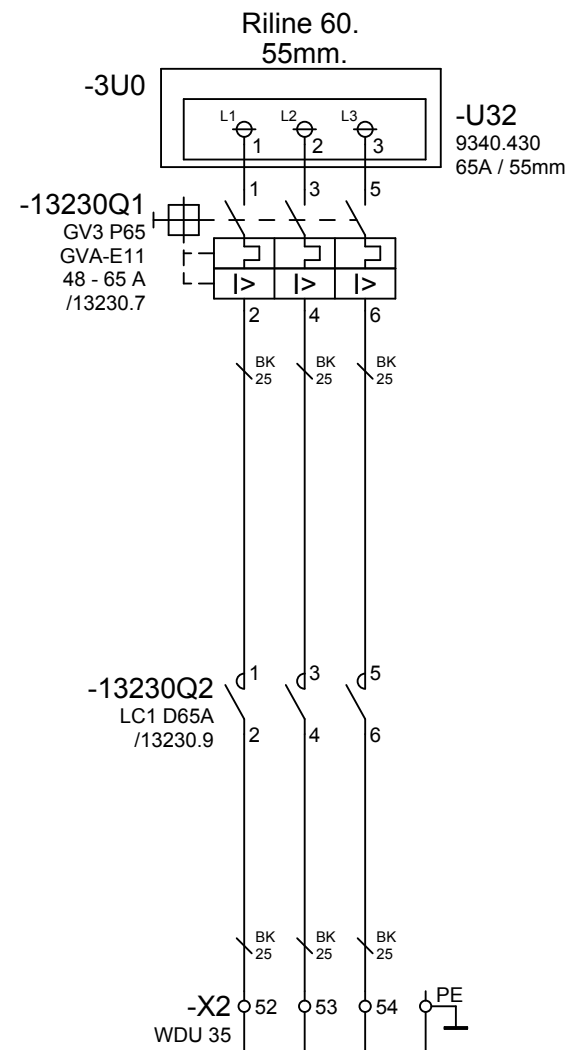 Riline 60.
55mm.
-3U0
L1 L2 L3
1 2 3
-U32
9340.430
65A / 55mm
1 3 5
-13230Q1
GV3 P65
GVA-E11
48 - 65 A
/13230.7
I> I> I>
2 4 6
BK BK BK
25 25 25
1 3 5
-13230Q2
LC1 D65A
/13230.9
2 4 6
BK BK BK
25 25 25
-X2 52 53 54 PE
WDU 35